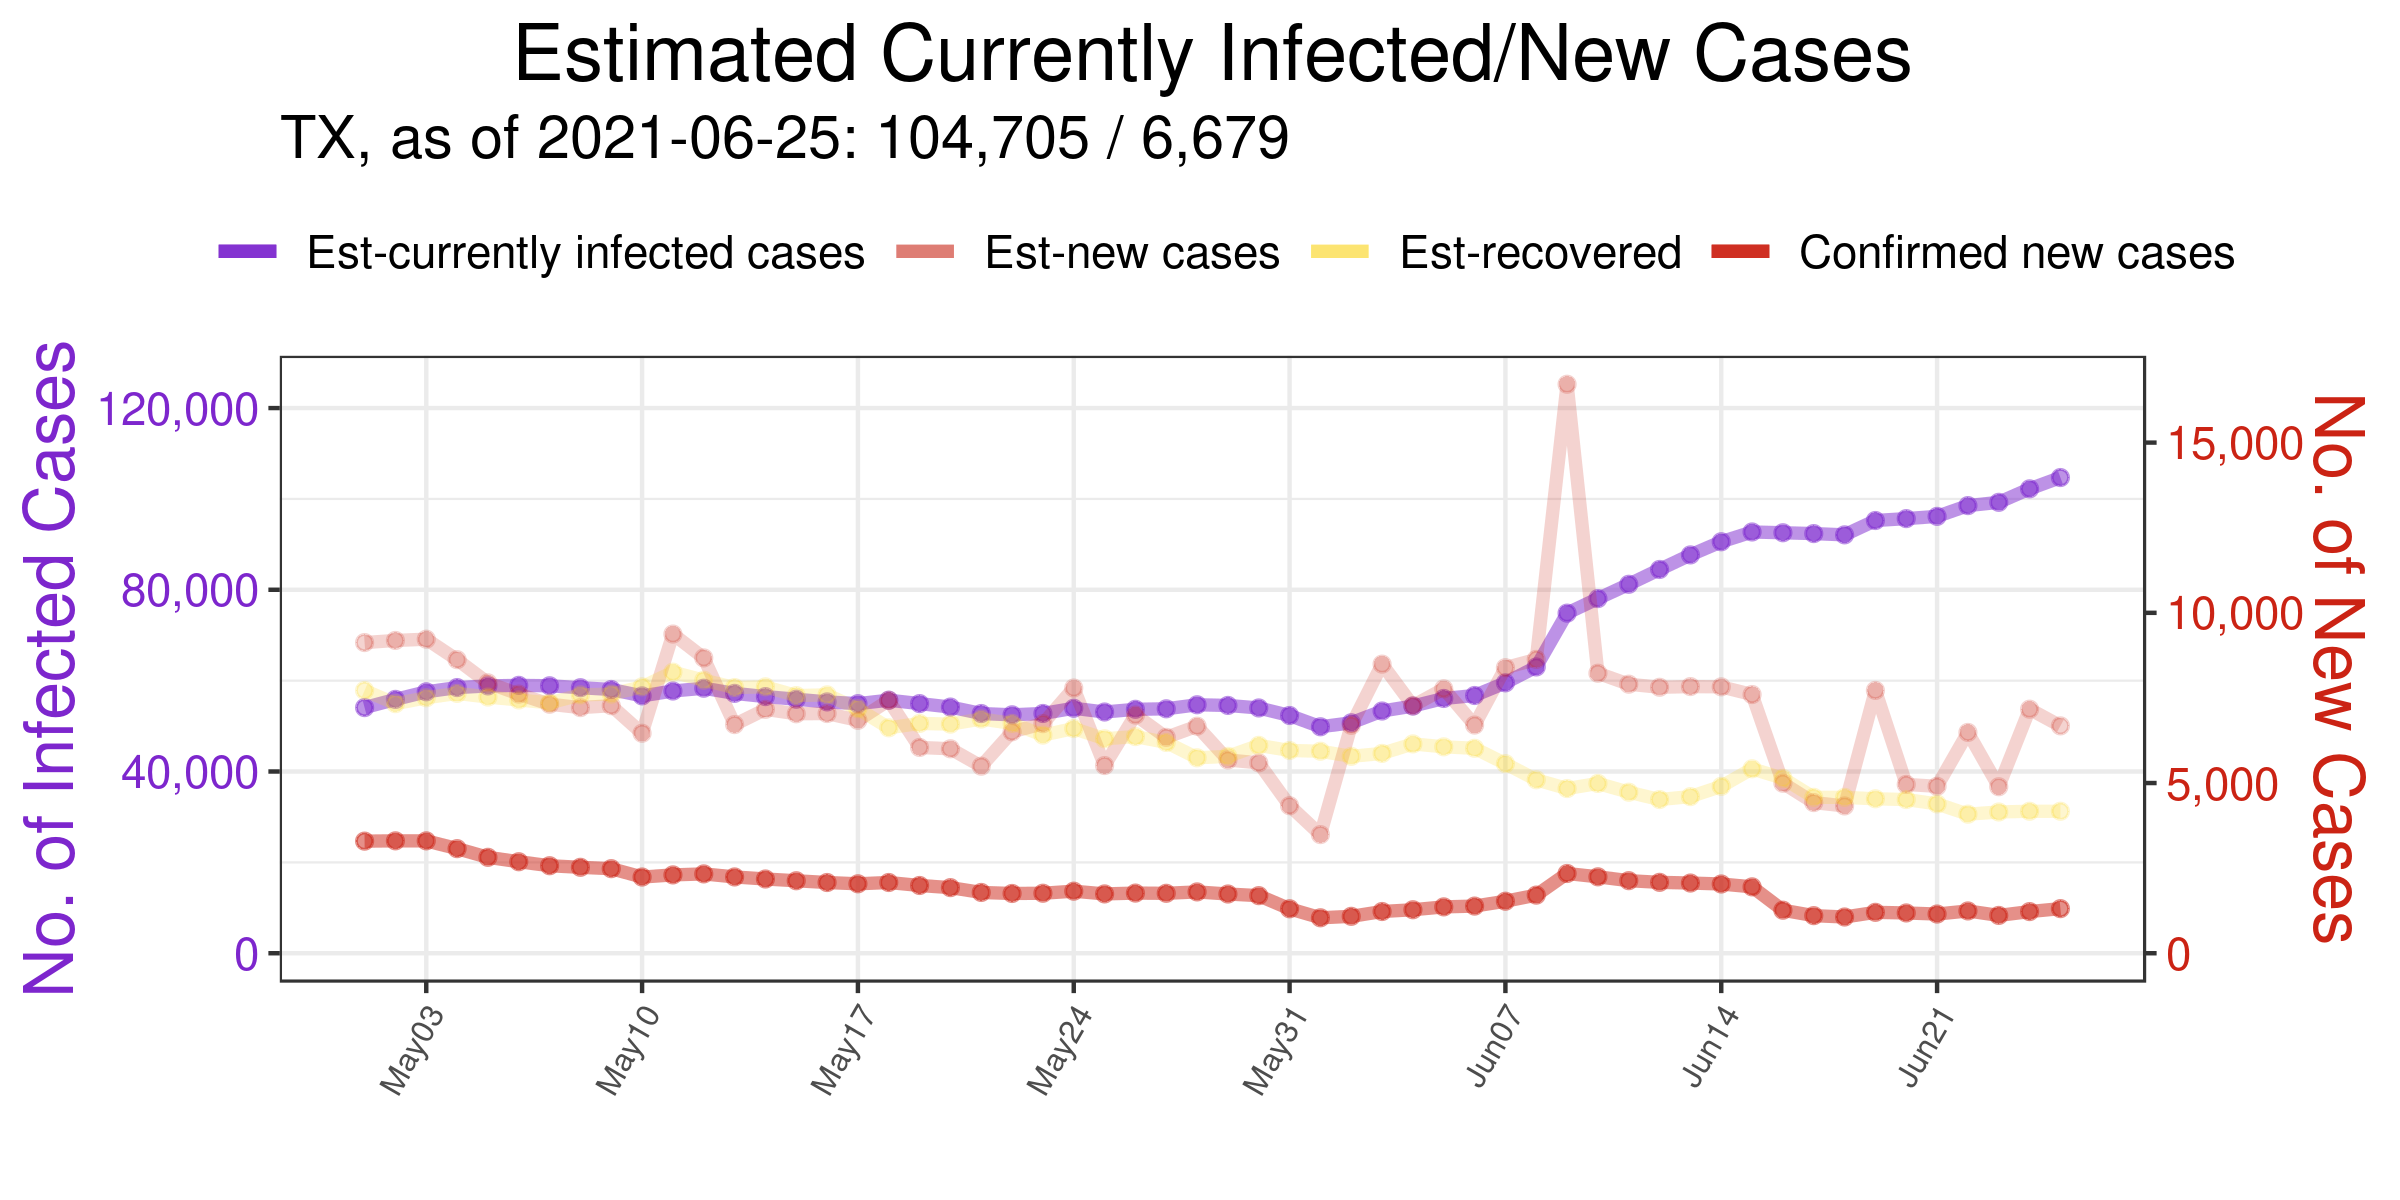 Estimated Currently Infected/New Cases
TX, as of 2021-06-25: 104,705 / 6,679
Est-currently infected cases Est-new cases Est-recovered Confirmed new cases
No. of Infected Cases
120,000
80,000
40,000
0
15,000
10,000
5,000
0
No. of New Cases
May03 May10 May17 May24 May31 Jun07 Jun14 Jun21